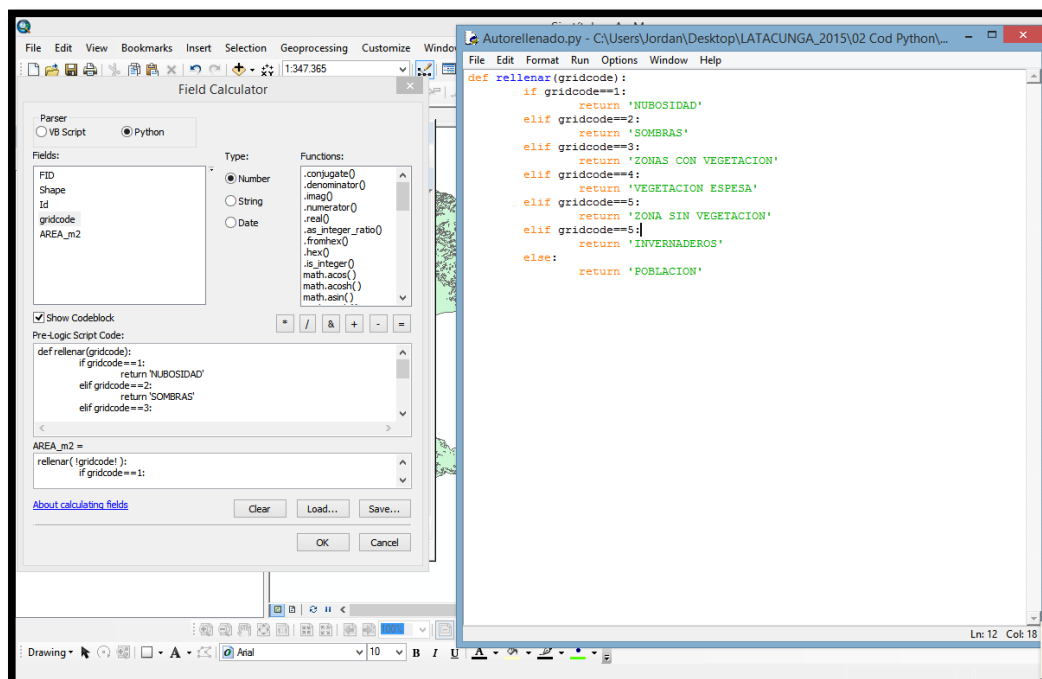 File Edit View Bookmarks Insert Selection Geoprocessing Customize Window
1:347.365
Field Calculator
Parser
VB Script Python
Fields:
FID
Shape
Id
gridcode
AREA_m2
Type:
Number
String
Date
Functions:
.conjugate()
.denominator()
.imag()
.numerator()
.real()
.as_integer_ratio()
.fromhex()
.hex()
.is_integer()
math.acos( )
math.acosh( )
math.asin( )
Show Codeblock
* / & + - =
Pre-Logic Script Code:
def rellenar(gridcode):
if gridcode==1:
return 'NUBOSIDAD'
elif gridcode==2:
return 'SOMBRAS'
elif gridcode==3:
AREA_m2 =
rellenar( !gridcode! ):
if gridcode==1:
About calculating fields
Clear Load... Save...
OK Cancel
100%
Drawing A Arial 10 B I U A
Autorellenado.py - C:\Users\Jordan\Desktop\LATACUNGA_2015\02 Cod Python\...
File Edit Format Run Options Window Help
def rellenar(gridcode):
if gridcode==1:
return 'NUBOSIDAD'
elif gridcode==2:
return 'SOMBRAS'
elif gridcode==3:
return 'ZONAS CON VEGETACION'
elif gridcode==4:
return 'VEGETACION ESPESA'
elif gridcode==5:
return 'ZONA SIN VEGETACION'
elif gridcode==5:
return 'INVERNADEROS'
else:
return 'POBLACION'
Ln: 12 Col: 18